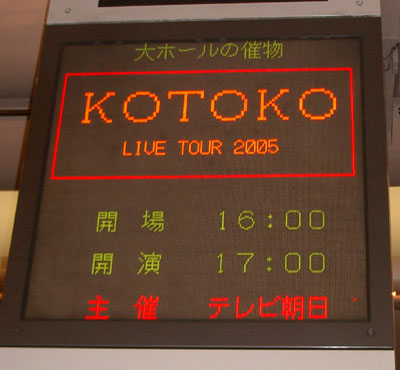 大ホールの催物
KOTOKO
LIVE TOUR 2005
開場 16:00
開演 17:00
主催 テレビ朝日